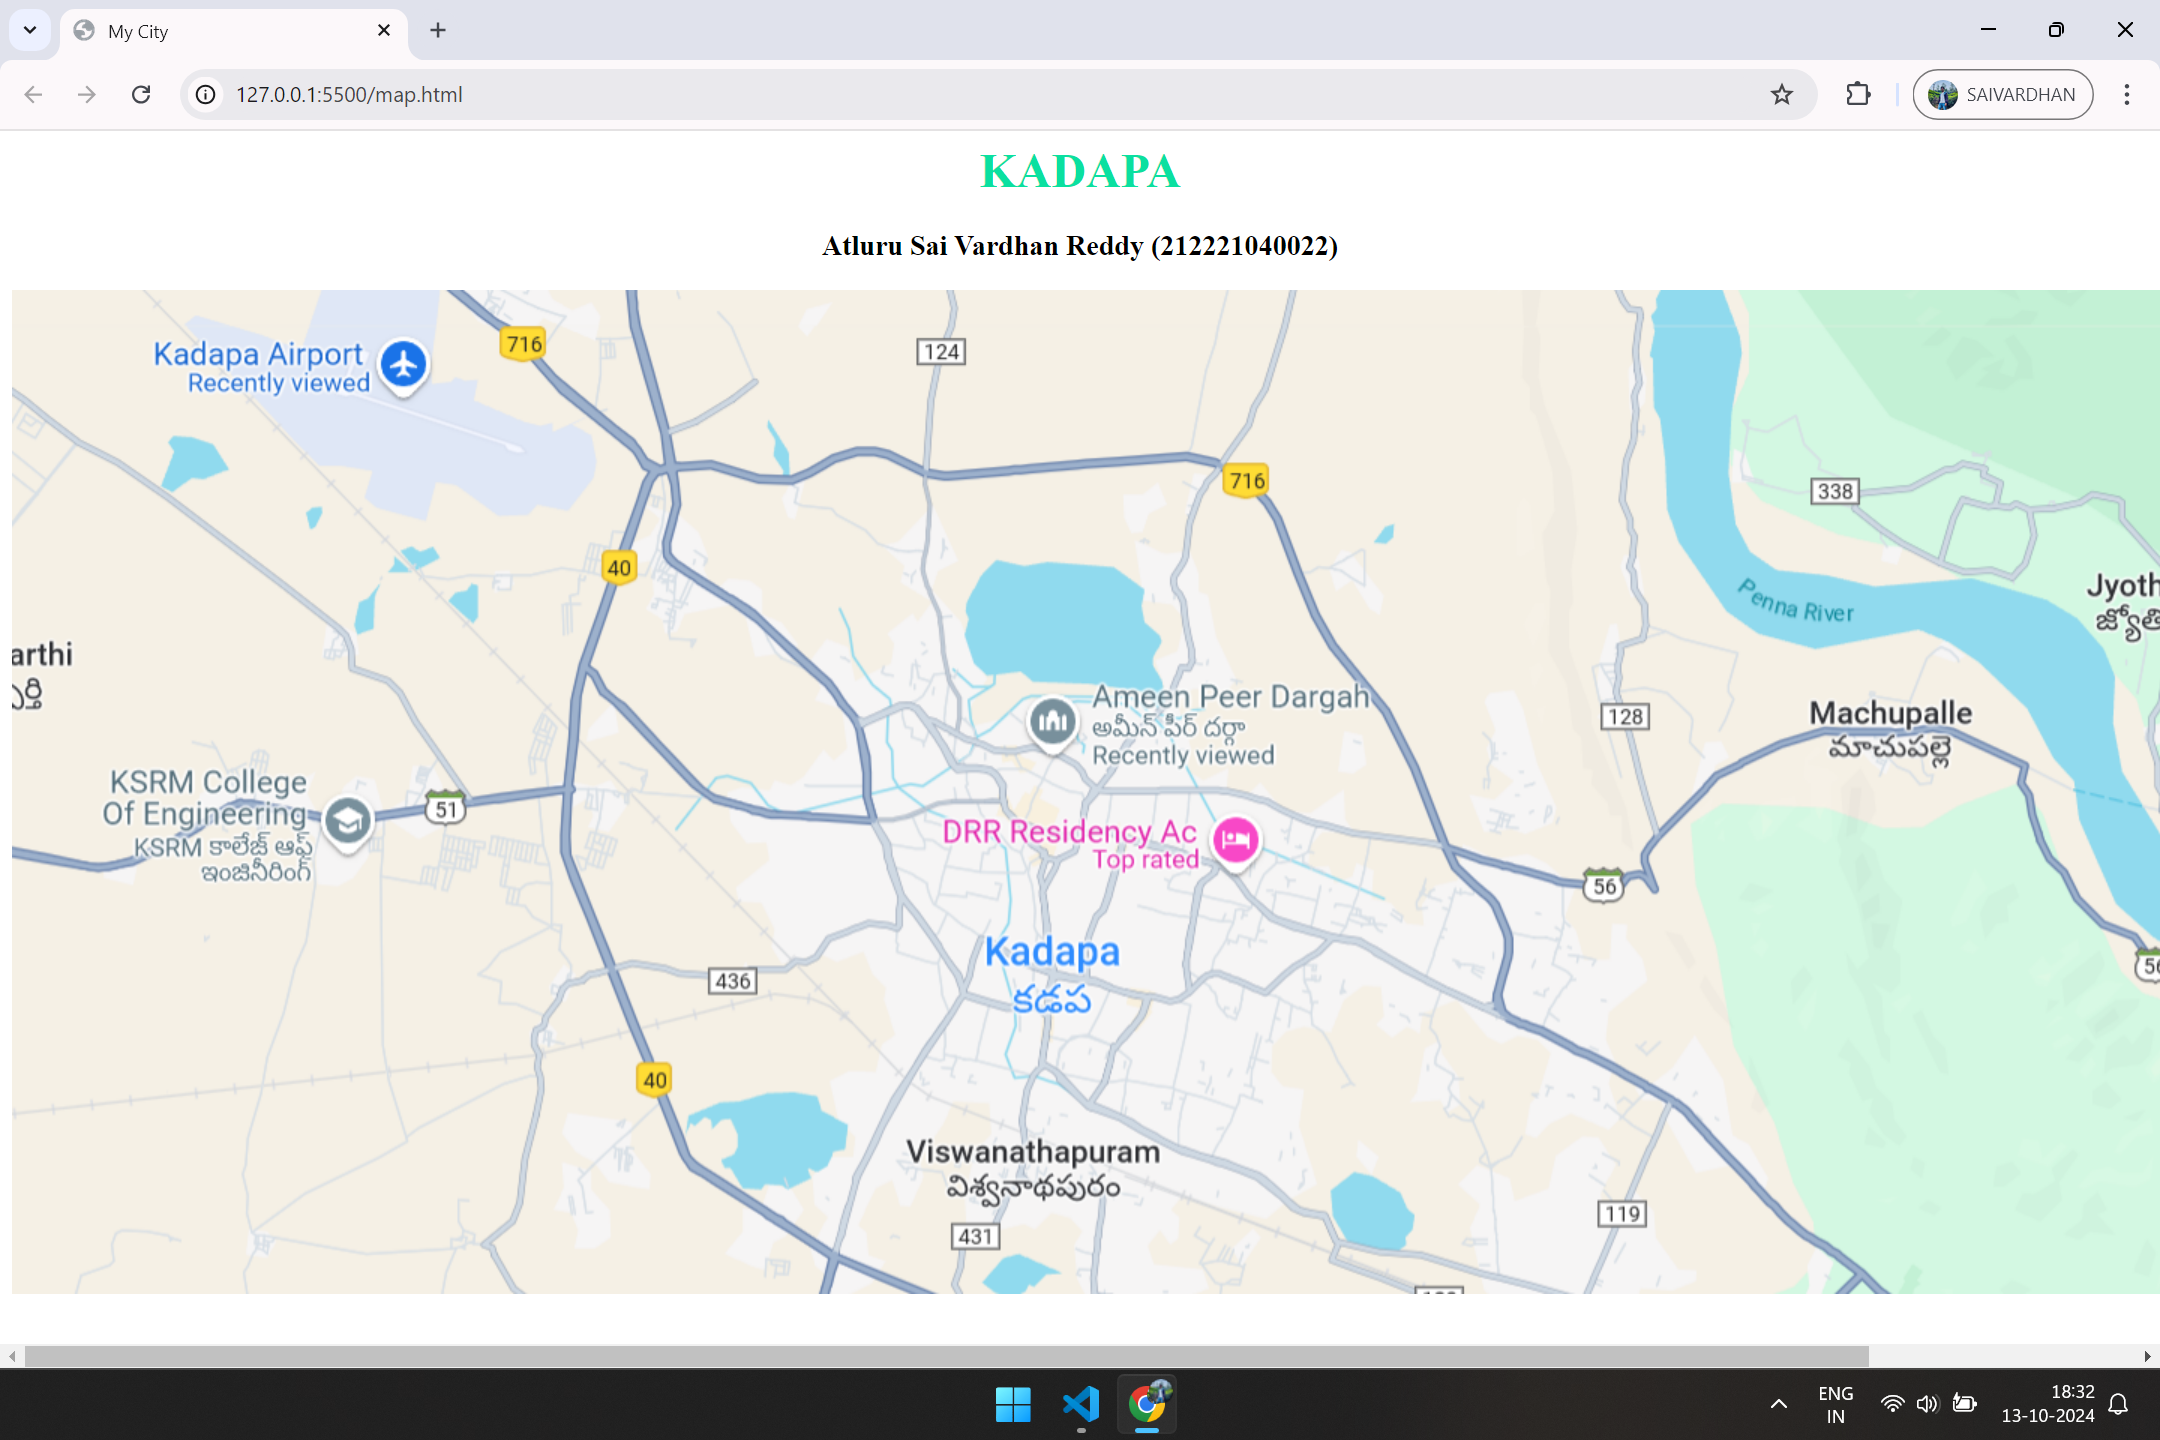 My City
127.0.0.1:5500/map.html
SAIVARDHAN
KADAPA
Atluru Sai Vardhan Reddy (212221040022)
Kadapa Airport
Recently viewed
716
124
716
338
40
Penna River
Jyoth
జ్యోతి
arthi
ర్తి
Ameen Peer Dargah
అమీన్ పీర్ దర్గా
Recently viewed
128
Machupalle
మాచుపల్లె
KSRM College
Of Engineering
KSRM కాలేజ్ ఆఫ్
ఇంజినీరింగ్
51
DRR Residency Ac
Top rated
56
Kadapa
కడప
436
56
40
Viswanathapuram
విశ్వనాథపురం
119
431
ENG
IN
18:32
13-10-2024